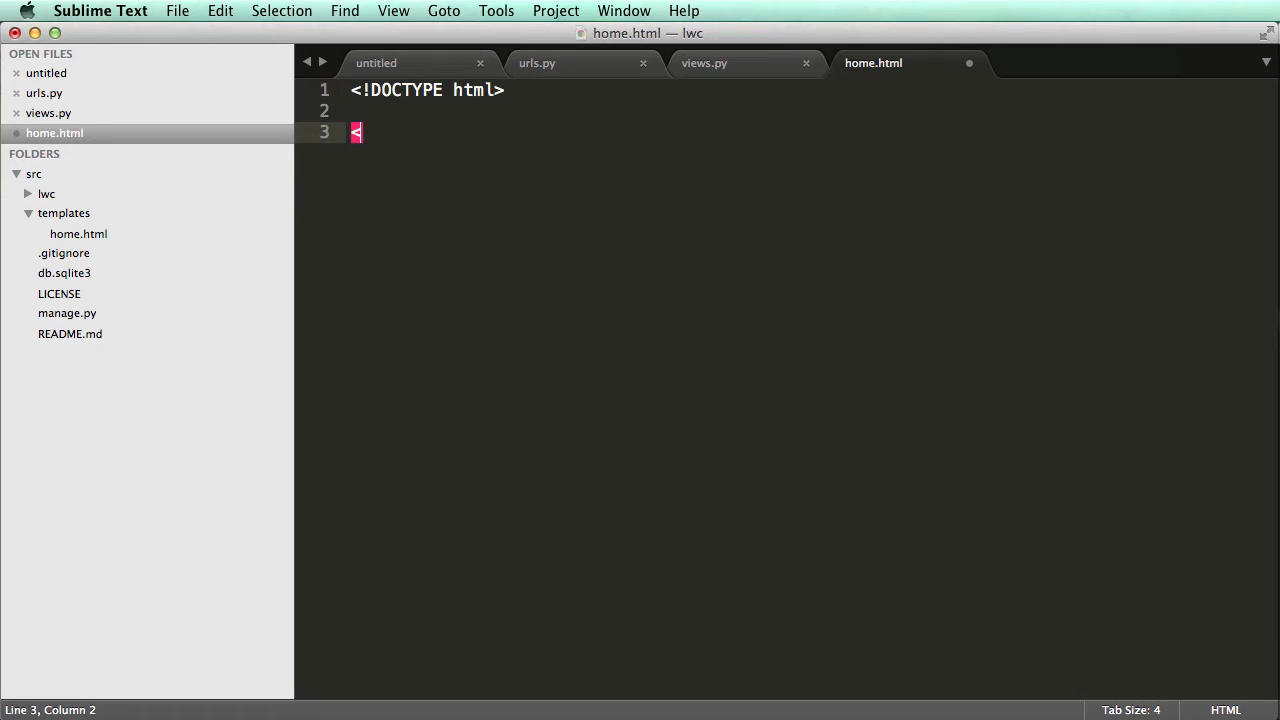 Sublime Text File Edit Selection Find View Goto Tools Project Window Help
home.html — lwc
OPEN FILES
untitled
urls.py
views.py
home.html
FOLDERS
src
lwc
templates
home.html
.gitignore
db.sqlite3
LICENSE
manage.py
README.md
untitled urls.py views.py home.html
1 <!DOCTYPE html>
2
3 <
Line 3, Column 2 Tab Size: 4 HTML